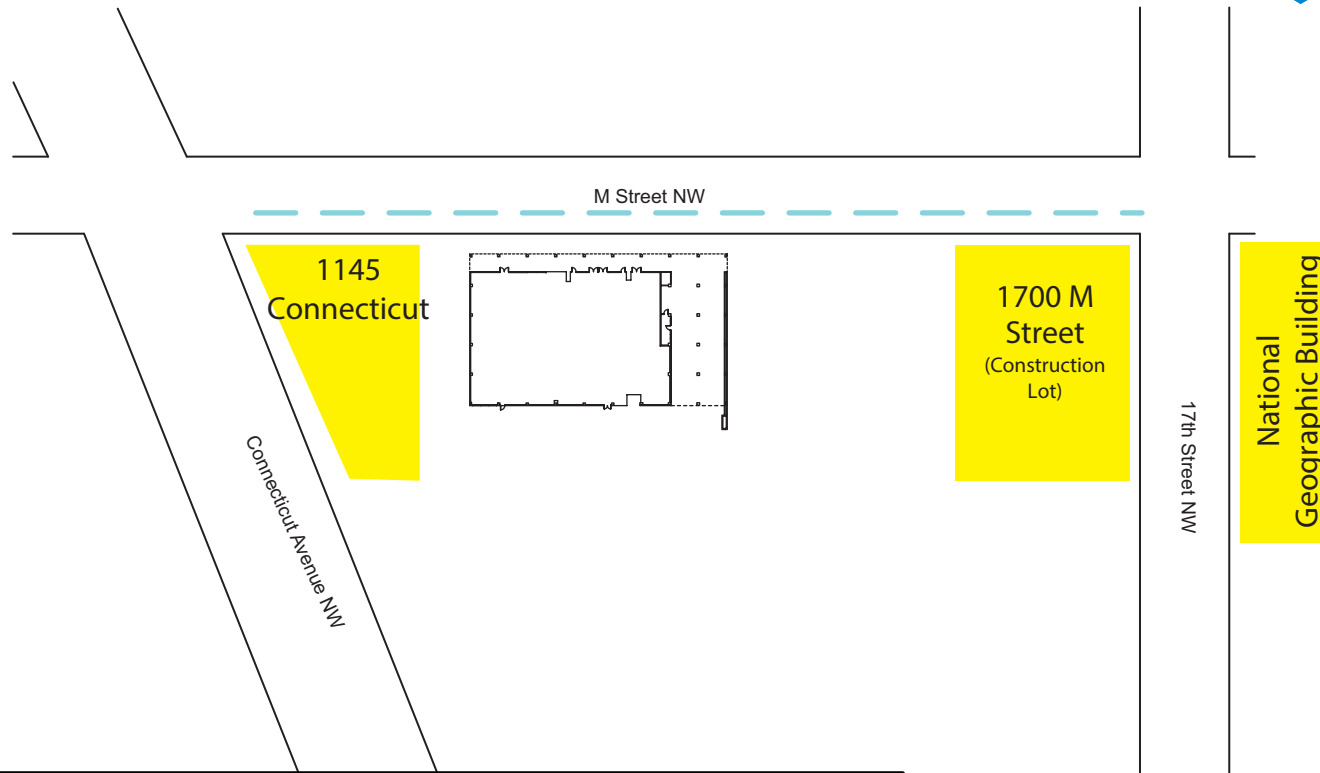 M Street NW
1145
Connecticut
1700 M
Street
(Construction
Lot)
National
Geographic Building
17th Street NW
Connecticut Avenue NW